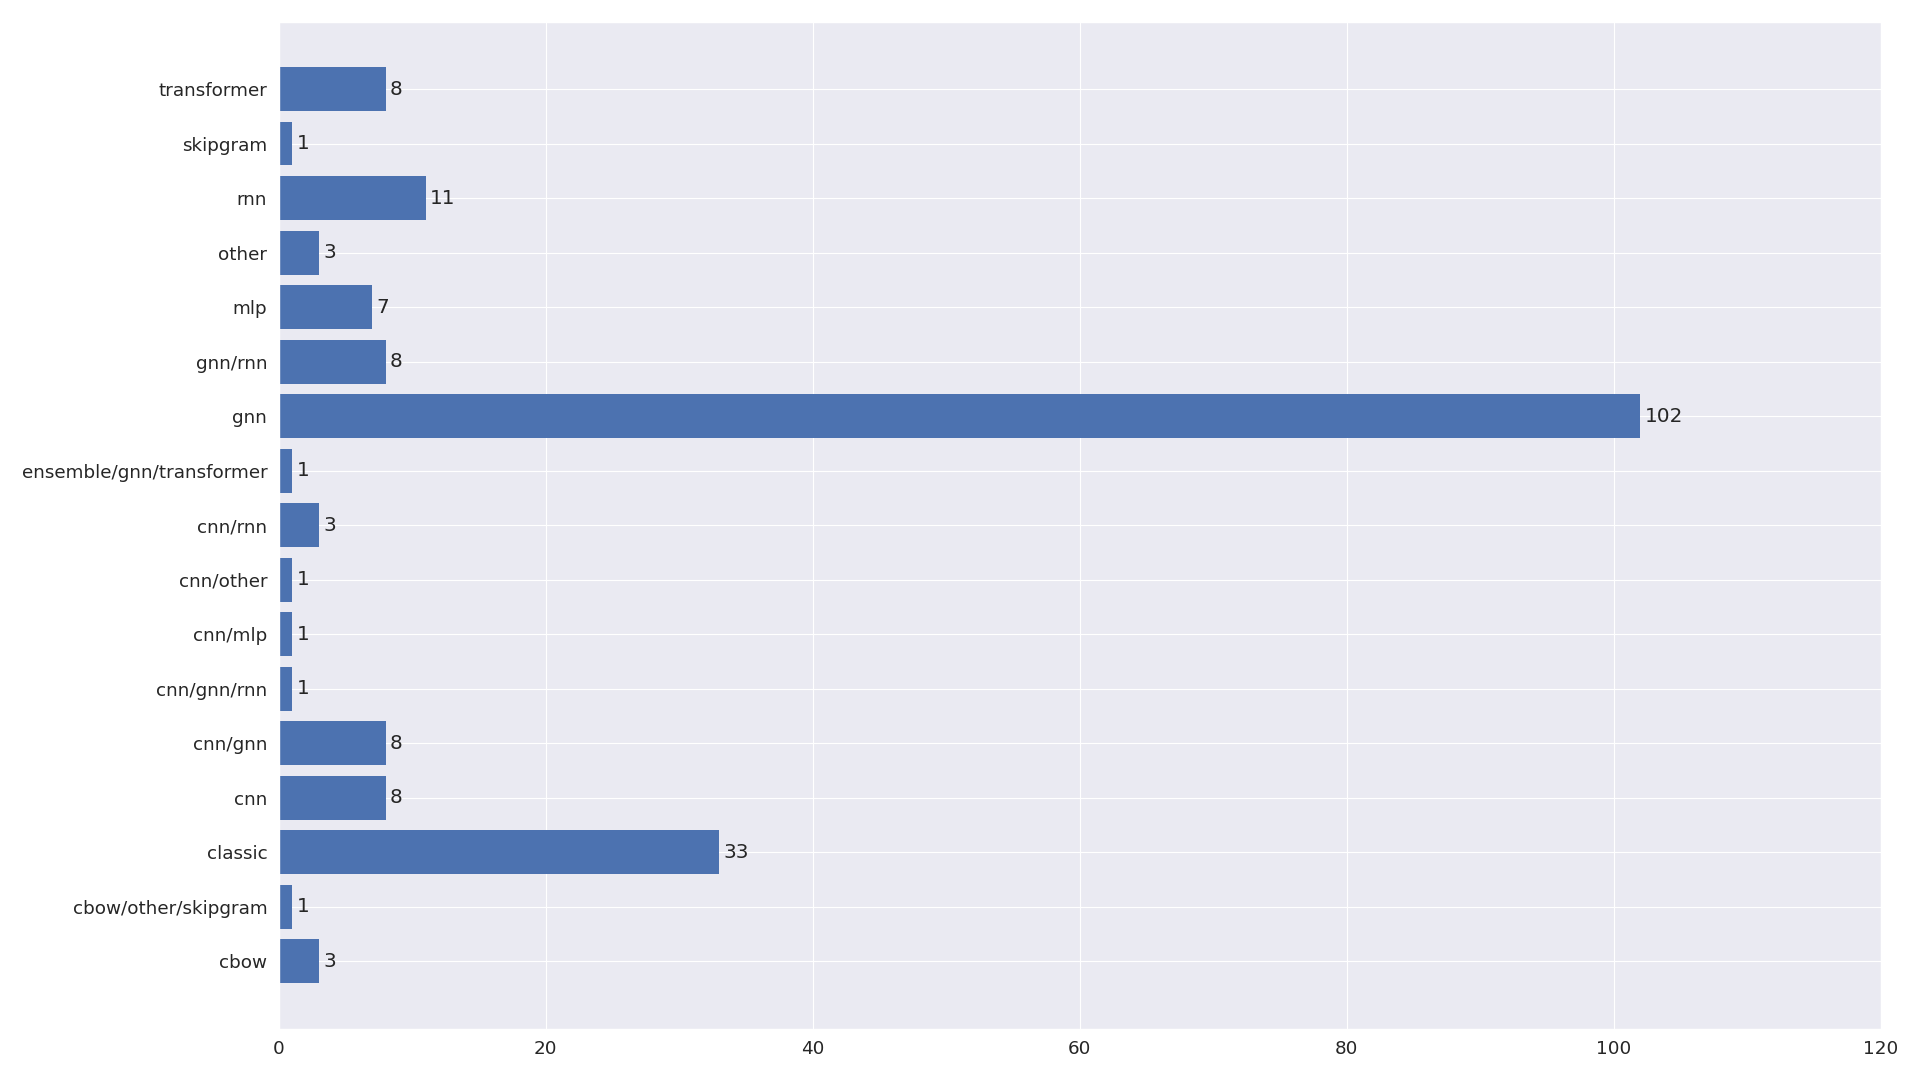 transformer 8
skipgram 1
rnn 11
other 3
mlp 7
gnn/rnn 8
gnn 102
ensemble/gnn/transformer 1
cnn/rnn 3
cnn/other 1
cnn/mlp 1
cnn/gnn/rnn 1
cnn/gnn 8
cnn 8
classic 33
cbow/other/skipgram 1
cbow 3
0 20 40 60 80 100 120